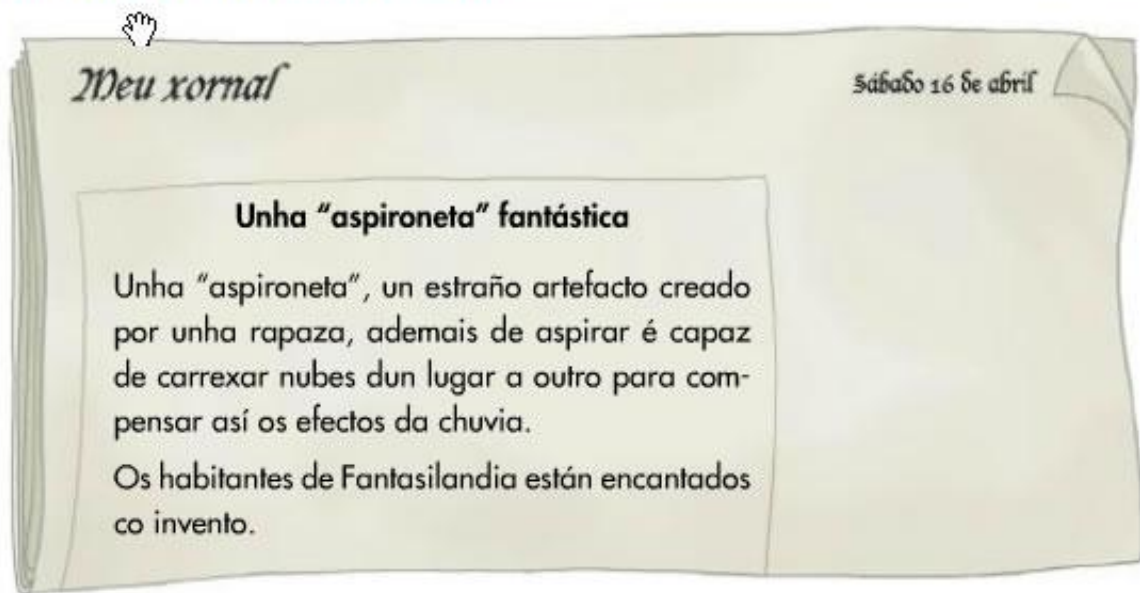 Meu xornal
Sábado 16 de abril
Unha "aspironeta" fantástica
Unha "aspironeta", un estraño artefacto creado
por unha rapaza, ademais de aspirar é capaz
de carrexar nubes dun lugar a outro para com-
pensar así os efectos da chuvia.
Os habitantes de Fantasilandia están encantados
co invento.